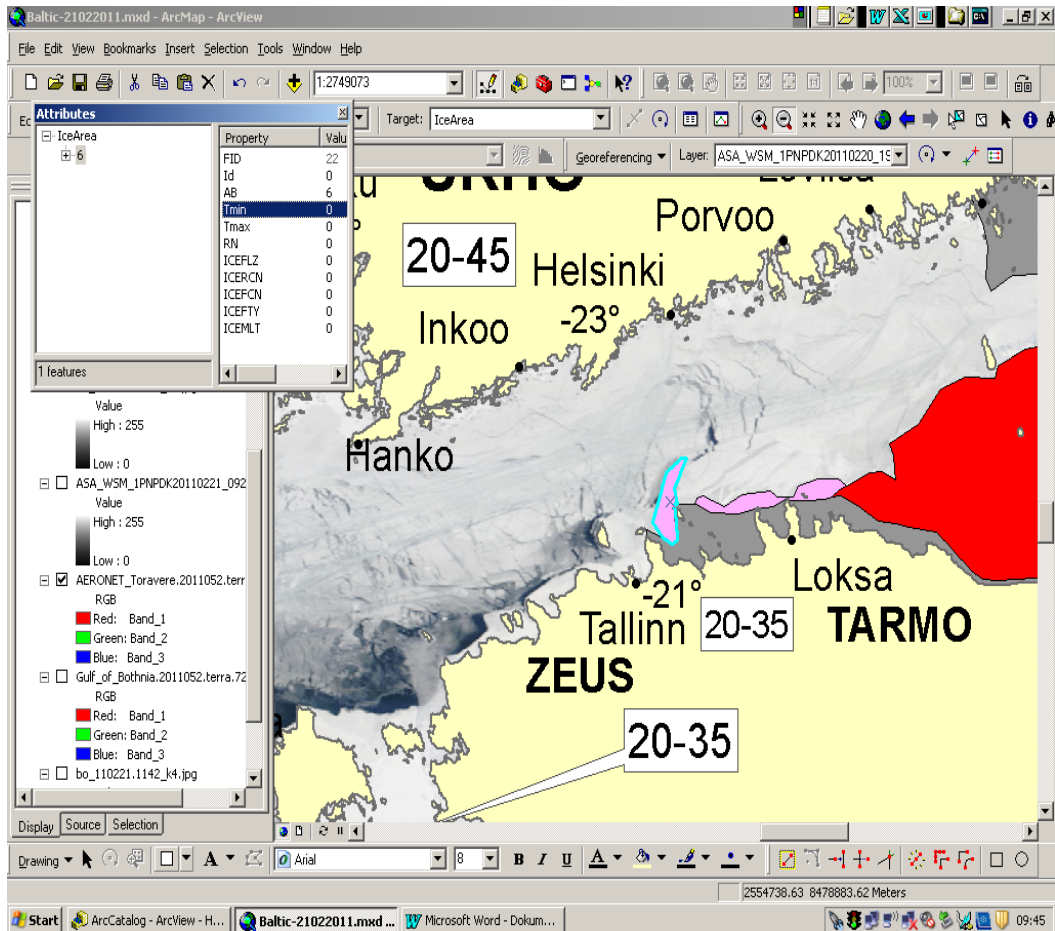 Baltic-21022011.mxd - ArcMap - ArcView
File Edit View Bookmarks Insert Selection Tools Window Help
1:2749073
100%
Attributes
IceArea
6
Property Valu
FID 22
Id 0
AB 6
Tmin 0
Tmax 0
RN 0
ICEFLZ 0
ICERCN 0
ICEFCN 0
ICEFTY 0
ICEMLT 0
1 features
Target: IceArea
Georeferencing Layer: ASA_WSM_1PNPDK20110220_19
Value
High : 255
Low : 0
ASA_WSM_1PNPDK20110221_092
Value
High : 255
Low : 0
AERONET_Toravere.2011052.terr
RGB
Red: Band_1
Green: Band_2
Blue: Band_3
Gulf_of_Bothnia.2011052.terra.72
RGB
Red: Band_1
Green: Band_2
Blue: Band_3
bo_110221.1142_k4.jpg
Display Source Selection
Porvoo
20-45
Helsinki
-23°
Inkoo
Hanko
Loksa
-21°
Tallinn
20-35
TARMO
ZEUS
20-35
Drawing
A
Arial
8
B I U A
2554738.63 8478883.62 Meters
Start
ArcCatalog - ArcView - H...
Baltic-21022011.mxd ...
Microsoft Word - Dokum...
09:45